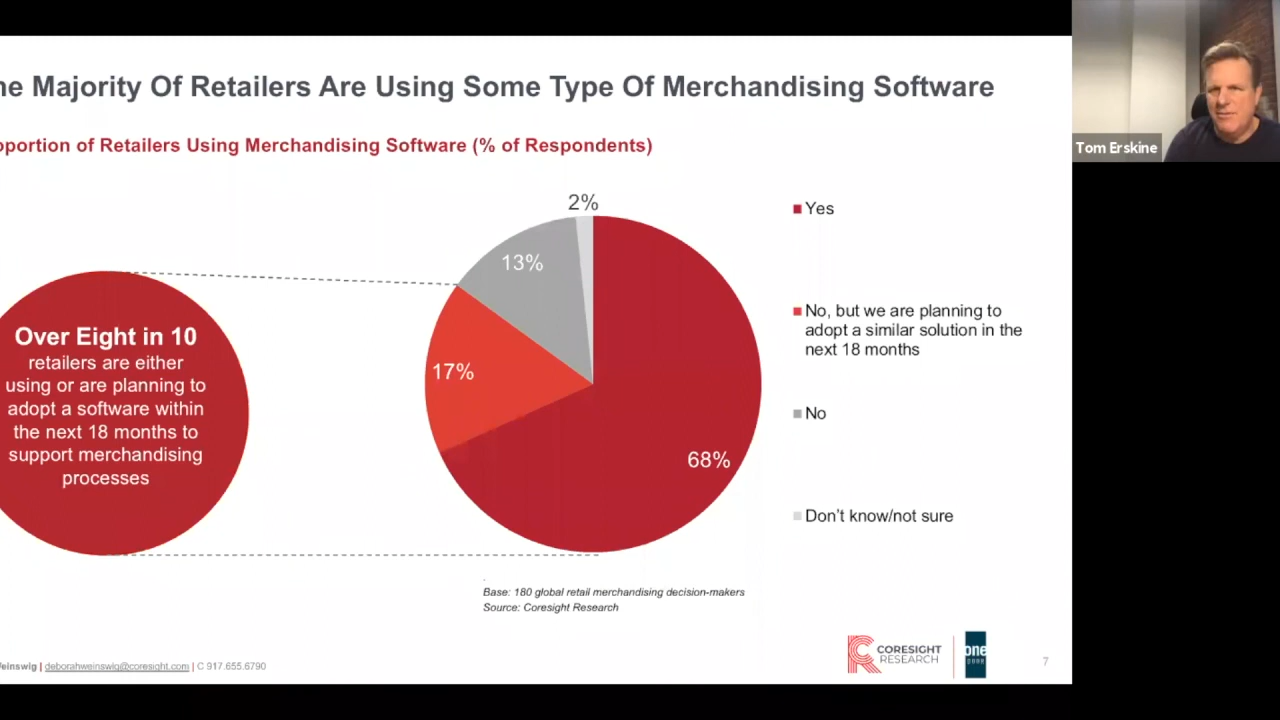 he Majority Of Retailers Are Using Some Type Of Merchandising Software
oportion of Retailers Using Merchandising Software (% of Respondents)
Tom Erskine
2%
13%
17%
68%
Yes
No, but we are planning to
adopt a similar solution in the
next 18 months
No
Don't know/not sure
Over Eight in 10
retailers are either
using or are planning to
adopt a software within
the next 18 months to
support merchandising
processes
Base: 180 global retail merchandising decision-makers
Source: Coresight Research
Weinswig | deborahweinswig@coresight.com | C 917.655.6790
CORESIGHT
RESEARCH
one
door
7